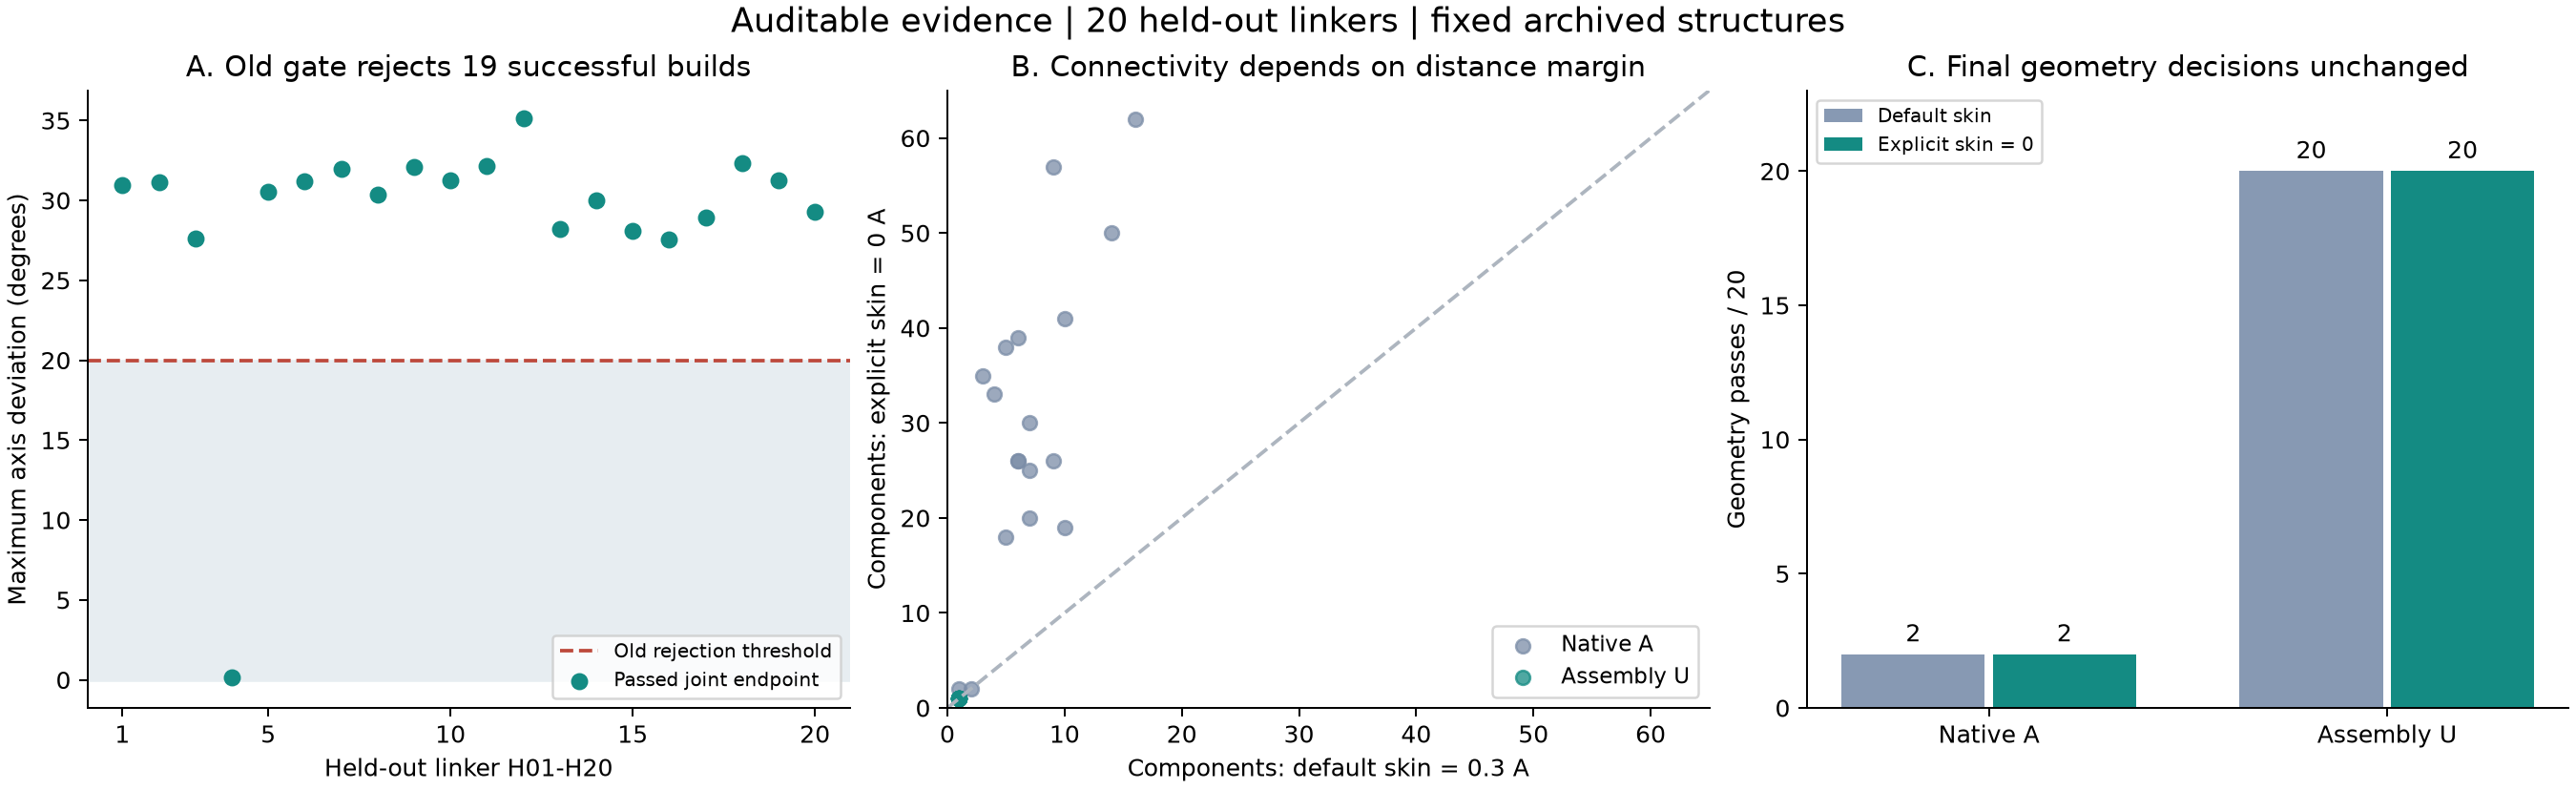 Auditable evidence | 20 held-out linkers | fixed archived structures
A. Old gate rejects 19 successful builds
Maximum axis deviation (degrees)
35
30
25
20
15
10
5
0
Old rejection threshold
Passed joint endpoint
1
5
10
15
20
Held-out linker H01-H20
B. Connectivity depends on distance margin
Components: explicit skin = 0 A
60
50
40
30
20
10
0
Native A
Assembly U
0
10
20
30
40
50
60
Components: default skin = 0.3 A
C. Final geometry decisions unchanged
Default skin
Explicit skin = 0
Geometry passes / 20
20
15
10
5
0
2
2
20
20
Native A
Assembly U